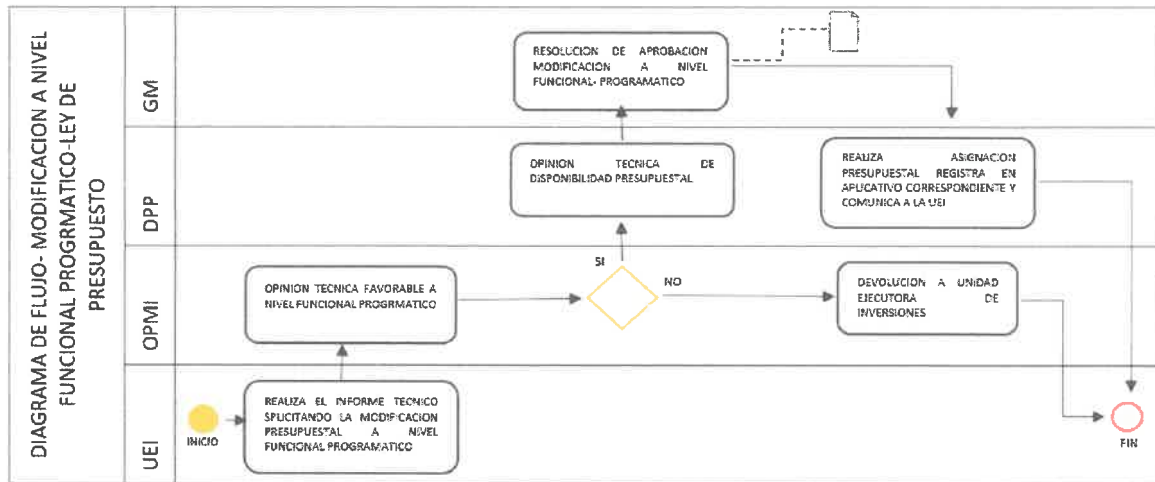 DIAGRAMA DE FLUJO- MODIFICACION A NIVEL
FUNCIONAL PROGRMATICO-LEY DE
PRESUPUESTO
GM
RESOLUCION DE APROBACION
MODIFICACION A NIVEL
FUNCIONAL- PROGRAMATICO
DPP
OPINION TECNICA DE
DISPONIBILIDAD PRESUPUESTAL
REALIZA ASIGNACION
PRESUPUESTAL REGISTRA EN
APLICATIVO CORRESPONDIENTE Y
COMUNICA A LA UEI
OPMI
OPINION TECNICA FAVORABLE A
NIVEL FUNCIONAL PROGRMATICO
SI
NO
DEVOLUCION A UNIDAD
EJECUTORA DE
INVERSIONES
UEI
INICIO
REALIZA EL INFORME TECNICO
SPLICITANDO LA MODIFICACION
PRESUPUESTAL A NIVEL
FUNCIONAL PROGRAMATICO
FIN